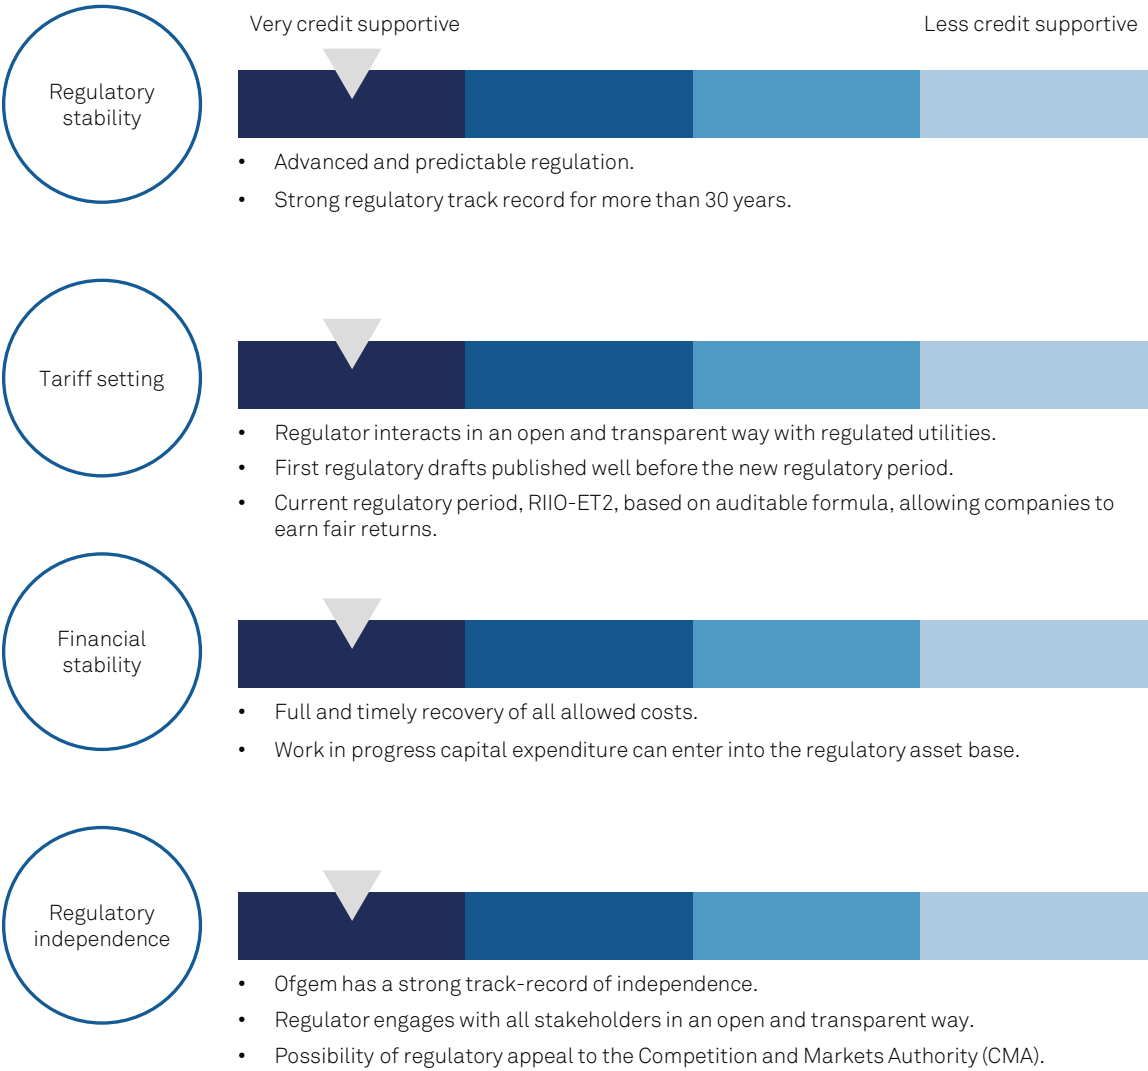 Very credit supportive
Less credit supportive
Regulatory
stability
• Advanced and predictable regulation.
• Strong regulatory track record for more than 30 years.
Tariff setting
• Regulator interacts in an open and transparent way with regulated utilities.
• First regulatory drafts published well before the new regulatory period.
• Current regulatory period, RIIO-ET2, based on auditable formula, allowing companies to
earn fair returns.
Financial
stability
• Full and timely recovery of all allowed costs.
• Work in progress capital expenditure can enter into the regulatory asset base.
Regulatory
independence
• Ofgem has a strong track-record of independence.
• Regulator engages with all stakeholders in an open and transparent way.
• Possibility of regulatory appeal to the Competition and Markets Authority (CMA).